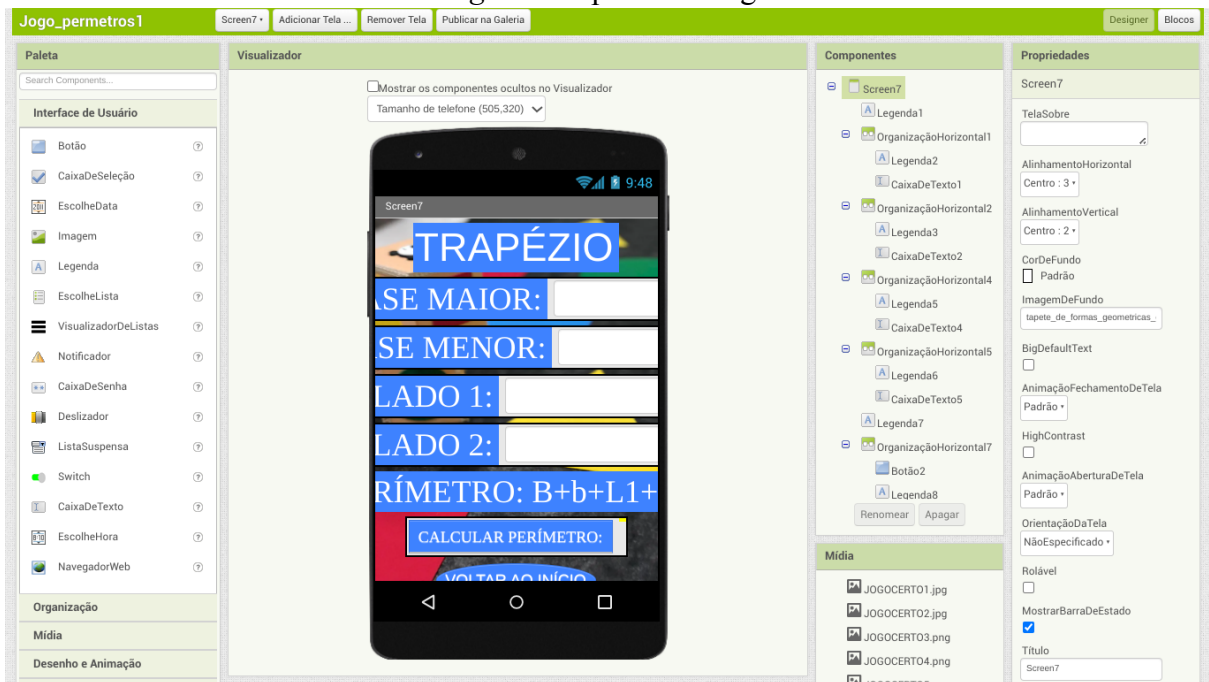 Jogo_permetros1
Screen7
Adicionar Tela ...
Remover Tela
Publicar na Galeria
Designer
Blocos
Paleta
Search Components...
Interface de Usuário
Botão
CaixaDeSeleção
EscolheData
Imagem
Legenda
EscolheLista
VisualizadorDeListas
Notificador
CaixaDeSenha
Deslizador
ListaSuspensa
Switch
CaixaDeTexto
EscolheHora
NavegadorWeb
Organização
Mídia
Desenho e Animação
Visualizador
Mostrar os componentes ocultos no Visualizador
Tamanho de telefone (505,320)
9:48
Screen7
TRAPÉZIO
ASE MAIOR:
SE MENOR:
LADO 1:
LADO 2:
RÍMETRO: B+b+L1+
CALCULAR PERÍMETRO:
VOLTAR AO INÍCIO
Componentes
Screen7
Legenda1
OrganizaçãoHorizontal1
Legenda2
CaixaDeTexto1
OrganizaçãoHorizontal2
Legenda3
CaixaDeTexto2
OrganizaçãoHorizontal4
Legenda5
CaixaDeTexto4
OrganizaçãoHorizontal5
Legenda6
CaixaDeTexto5
Legenda7
OrganizaçãoHorizontal7
Botão2
Legenda8
Renomear
Apagar
Mídia
JOGOCERTO1.jpg
JOGOCERTO2.jpg
JOGOCERTO3.png
JOGOCERTO4.png
Propriedades
Screen7
TelaSobre
AlinhamentoHorizontal
Centro : 3
AlinhamentoVertical
Centro : 2
CorDeFundo
Padrão
ImagemDeFundo
tapete_de_formas_geometricas_
BigDefaultText
AnimaçãoFechamentoDeTela
Padrão
HighContrast
AnimaçãoAberturaDeTela
Padrão
OrientaçãoDaTela
NãoEspecificado
Rolável
MostrarBarraDeEstado
Título
Screen7